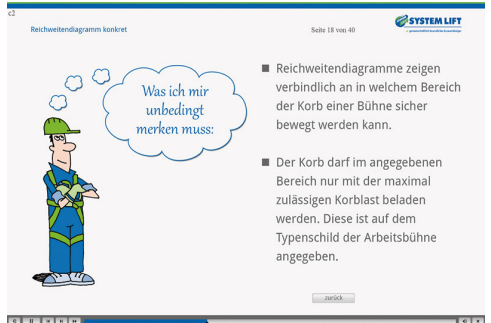 c2
Reichweitendiagramm konkret
Seite 18 von 40
SYSTEM LIFT
Was ich mir
unbedingt
merken muss:
Reichweitendiagramme zeigen
verbindlich an in welchem Bereich
der Korb einer Bühne sicher
bewegt werden kann.
Der Korb darf im angegebenen
Bereich nur mit der maximal
zulässigen Korblast beladen
werden. Diese ist auf dem
Typenschild der Arbeitsbühne
angegeben.
zurück